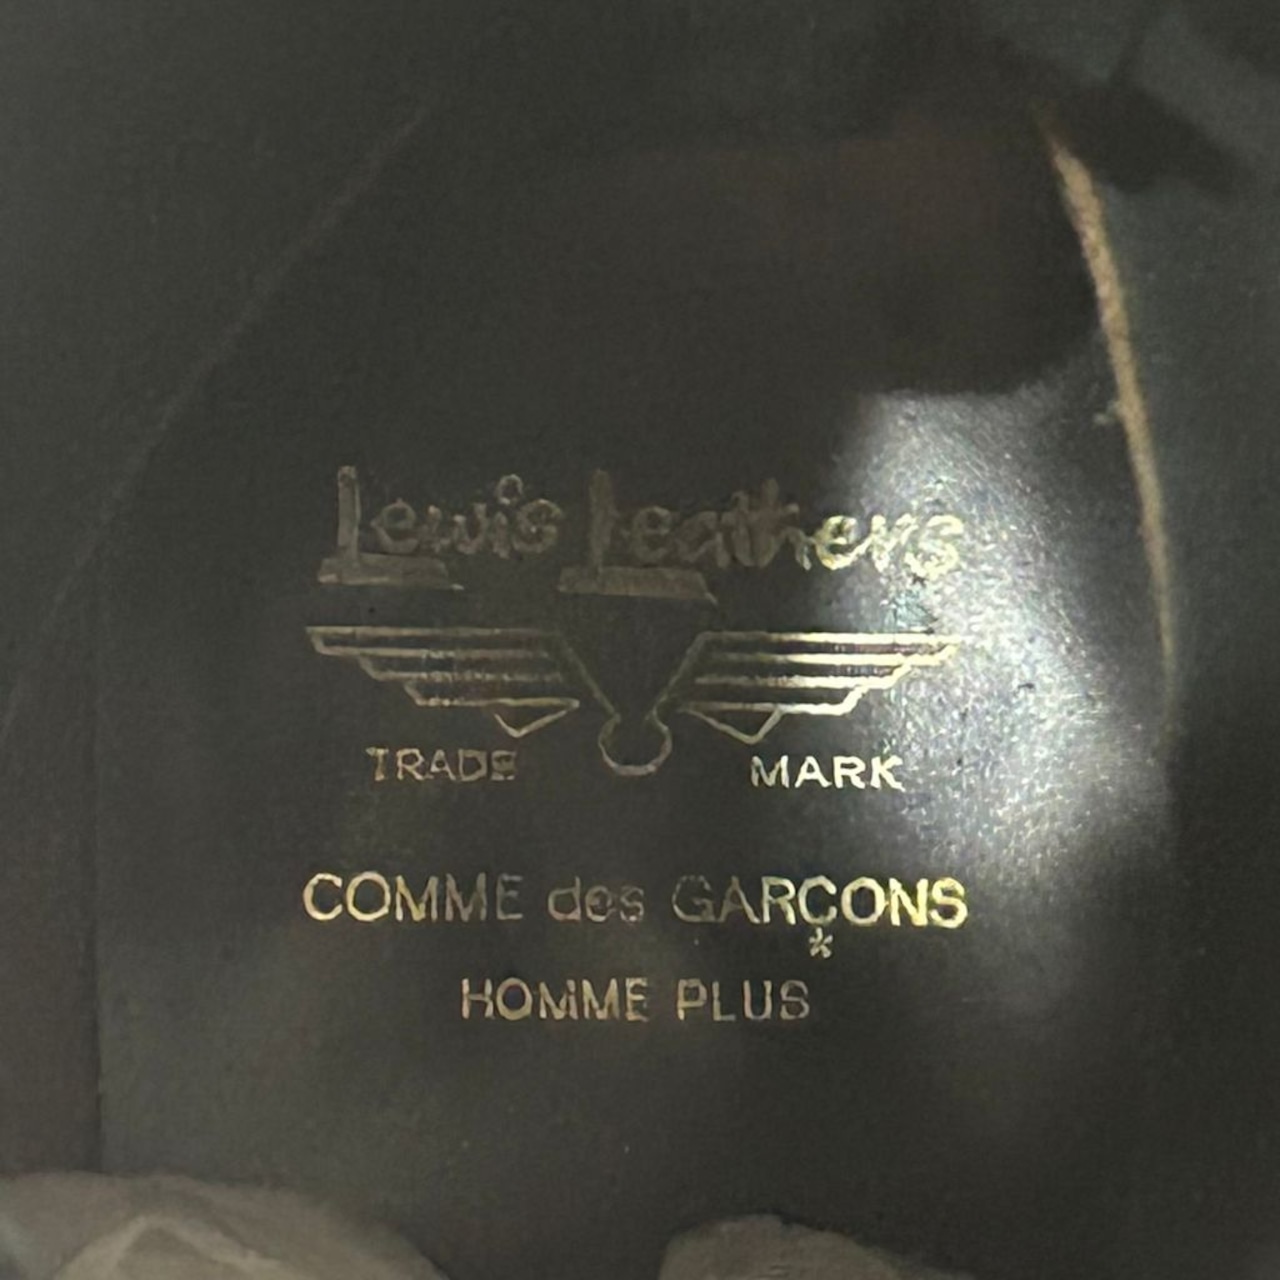 Lewis Leathers
TRADE MARK
COMME des GARÇONS
*
HOMME PLUS